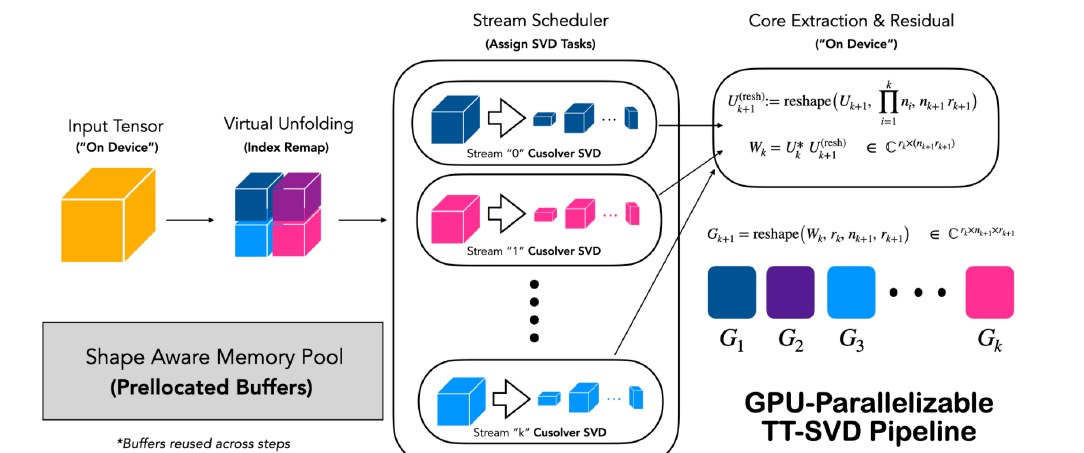 Input Tensor
("On Device")
Virtual Unfolding
(Index Remap)
Shape Aware Memory Pool
(Prellocated Buffers)
*Buffers reused across steps
Stream Scheduler
(Assign SVD Tasks)
Stream "0" Cusolver SVD
Stream "1" Cusolver SVD
Stream "k" Cusolver SVD
Core Extraction & Residual
("On Device")
U_{k+1}^{(resh)} := reshape(U_{k+1}, ∏_{i=1}^{k} n_i, n_{k+1} r_{k+1})
W_k = U_k^* U_{k+1}^{(resh)} ∈ ℂ^{r_k×(n_{k+1}r_{k+1})}
G_{k+1} = reshape(W_k, r_k, n_{k+1}, r_{k+1}) ∈ ℂ^{r_k×n_{k+1}×r_{k+1}}
G_1 G_2 G_3 G_k
GPU-Parallelizable
TT-SVD Pipeline